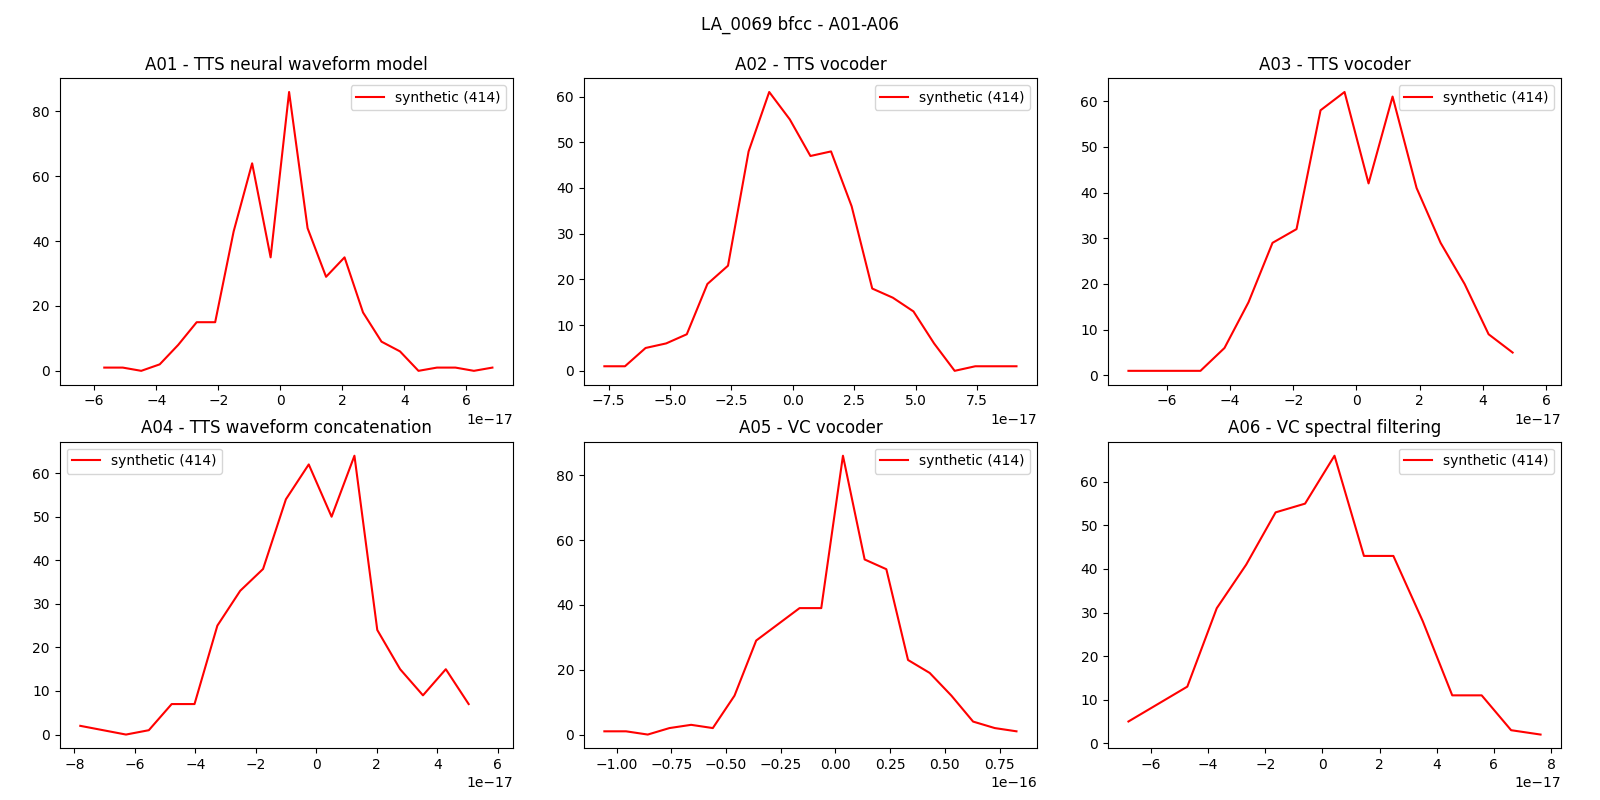 LA_0069 bfcc - A01-A06
A01 - TTS neural waveform model
synthetic (414)
80
60
40
20
0
−6 −4 −2 0 2 4 6
1e−17
A02 - TTS vocoder
synthetic (414)
60
50
40
30
20
10
0
−7.5 −5.0 −2.5 0.0 2.5 5.0 7.5
1e−17
A03 - TTS vocoder
synthetic (414)
60
50
40
30
20
10
0
−6 −4 −2 0 2 4 6
1e−17
A04 - TTS waveform concatenation
synthetic (414)
60
50
40
30
20
10
0
−8 −6 −4 −2 0 2 4 6
1e−17
A05 - VC vocoder
synthetic (414)
80
60
40
20
0
−1.00 −0.75 −0.50 −0.25 0.00 0.25 0.50 0.75
1e−16
A06 - VC spectral filtering
synthetic (414)
60
50
40
30
20
10
0
−6 −4 −2 0 2 4 6 8
1e−17